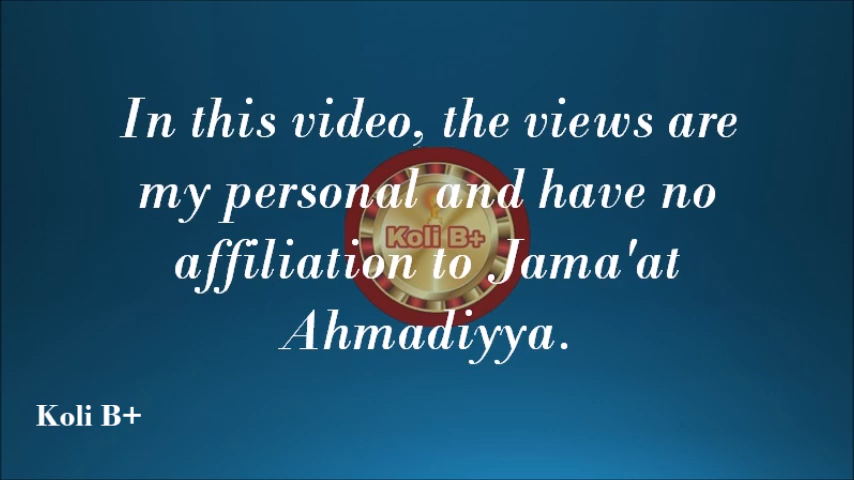 In this video, the views are
my personal and have no
Koli B+
affiliation to Jama'at
Ahmadiyya.
Koli B+